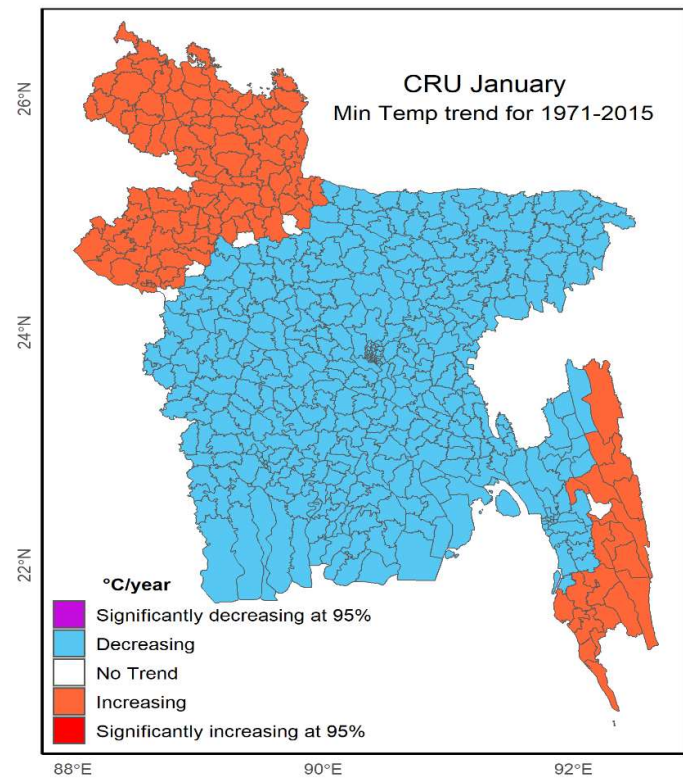 CRU January
Min Temp trend for 1971-2015
26°N
24°N
22°N
°C/year
Significantly decreasing at 95%
Decreasing
No Trend
Increasing
Significantly increasing at 95%
88°E
90°E
92°E